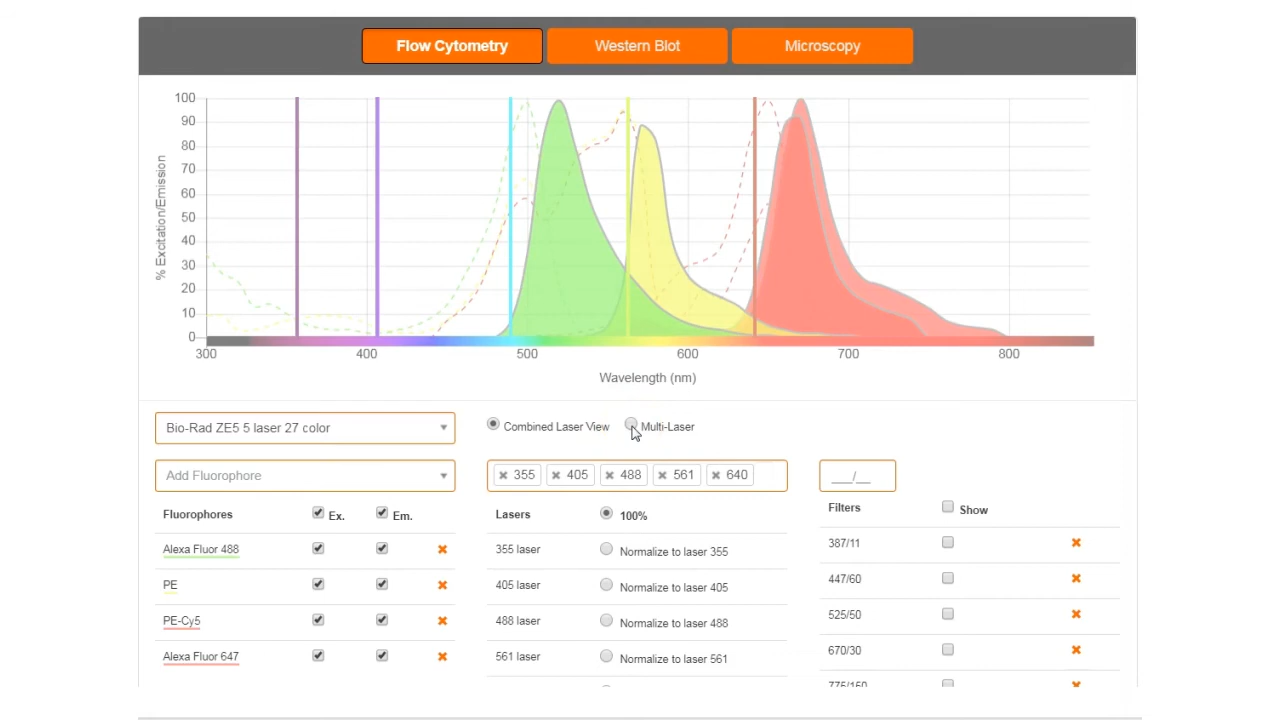 Flow Cytometry Western Blot Microscopy
100
90
80
70
60
50
40
30
20
10
0
% Excitation/Emission
300 400 500 600 700 800
Wavelength (nm)
Bio-Rad ZE5 5 laser 27 color
Combined Laser View Multi-Laser
Add Fluorophore
355 405 488 561 640
___/__
Fluorophores Ex. Em.
Lasers 100%
Filters Show
Alexa Fluor 488
355 laser Normalize to laser 355
387/11
PE
405 laser Normalize to laser 405
447/60
PE-Cy5
488 laser Normalize to laser 488
525/50
Alexa Fluor 647
561 laser Normalize to laser 561
670/30